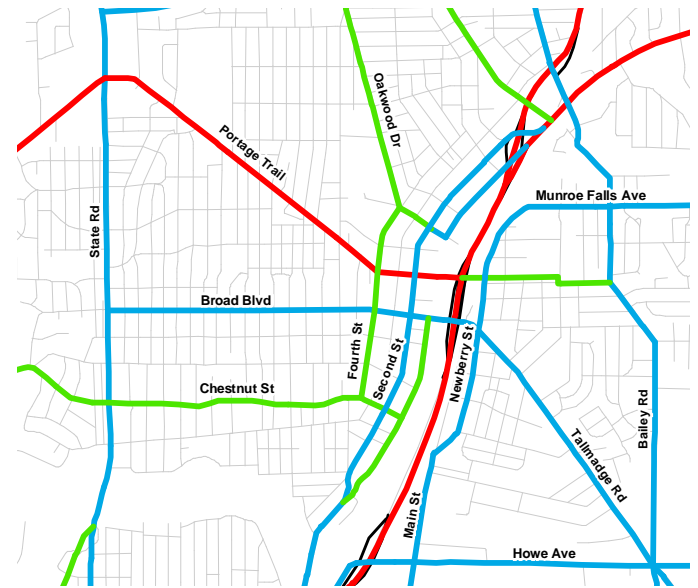 Oakwood Dr
Portage Trail
Munroe Falls Ave
State Rd
Broad Blvd
Fourth St
Second St
Newberry St
Chestnut St
Bailey Rd
Tallmadge Rd
Main St
Howe Ave